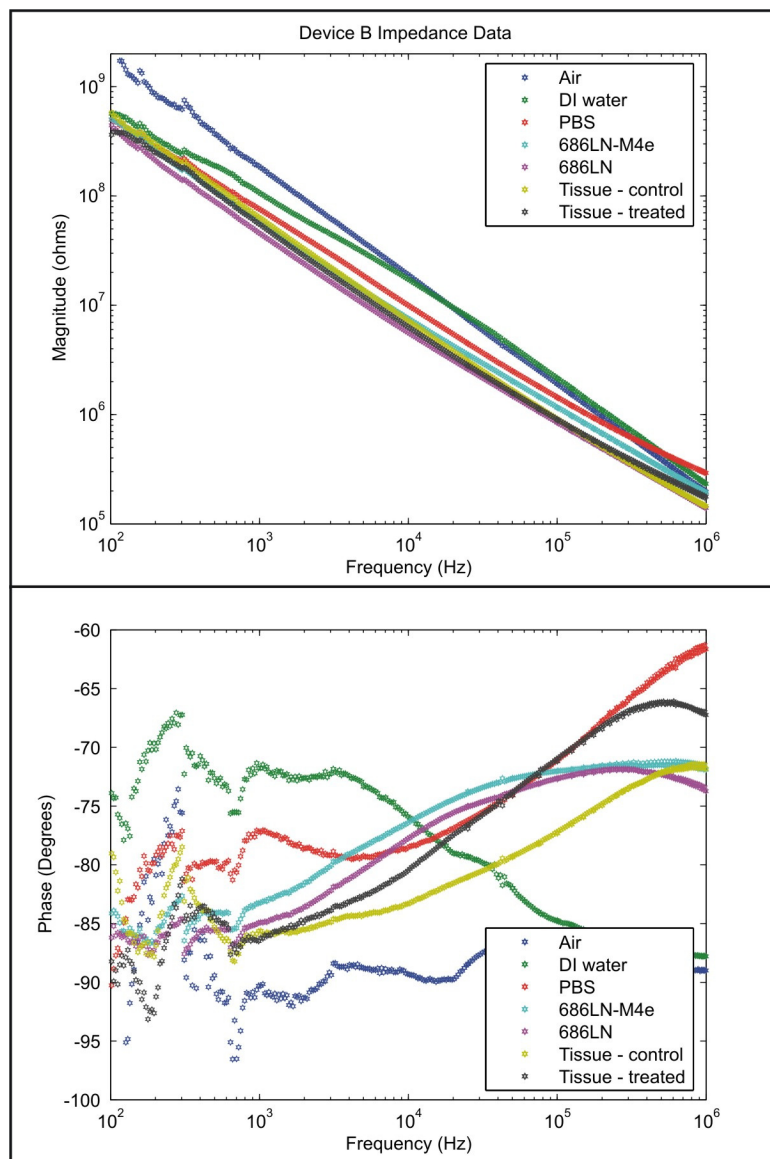 Device B Impedance Data
10^9
10^8
10^7
10^6
10^5
Magnitude (ohms)
Air
DI water
PBS
686LN-M4e
686LN
Tissue - control
Tissue - treated
10^2 10^3 10^4 10^5 10^6
Frequency (Hz)
-60
-65
-70
-75
-80
-85
-90
-95
-100
Phase (Degrees)
Air
DI water
PBS
686LN-M4e
686LN
Tissue - control
Tissue - treated
10^2 10^3 10^4 10^5 10^6
Frequency (Hz)